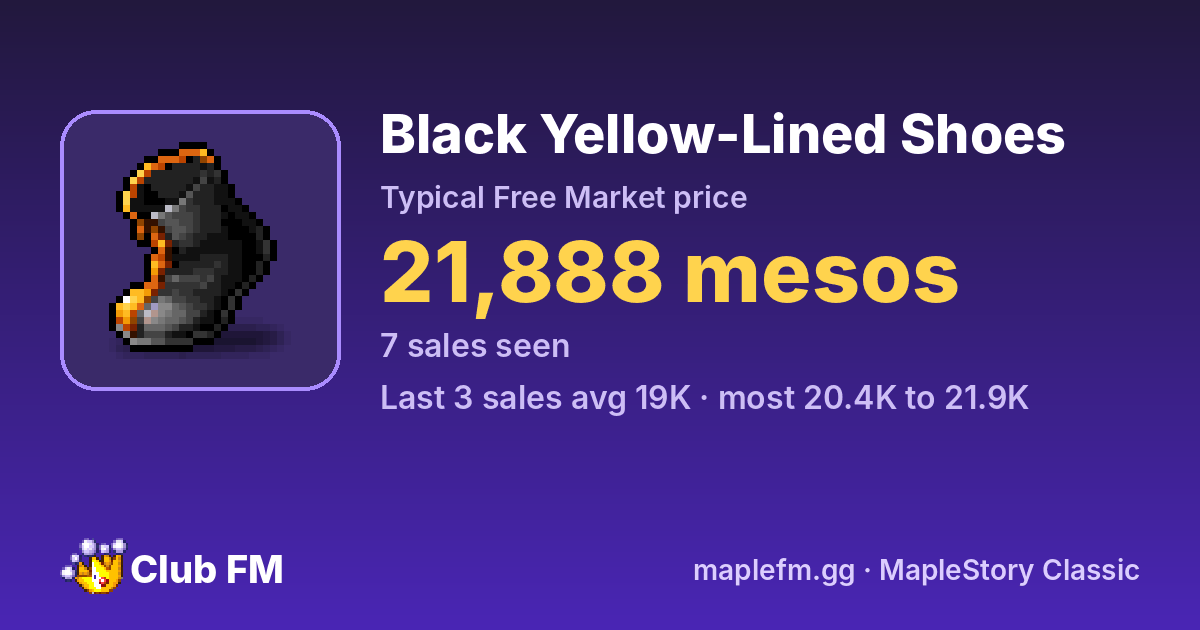 Black Yellow-Lined Shoes
Typical Free Market price
21,888 mesos
7 sales seen
Last 3 sales avg 19K · most 20.4K to 21.9K
Club FM
maplefm.gg · MapleStory Classic